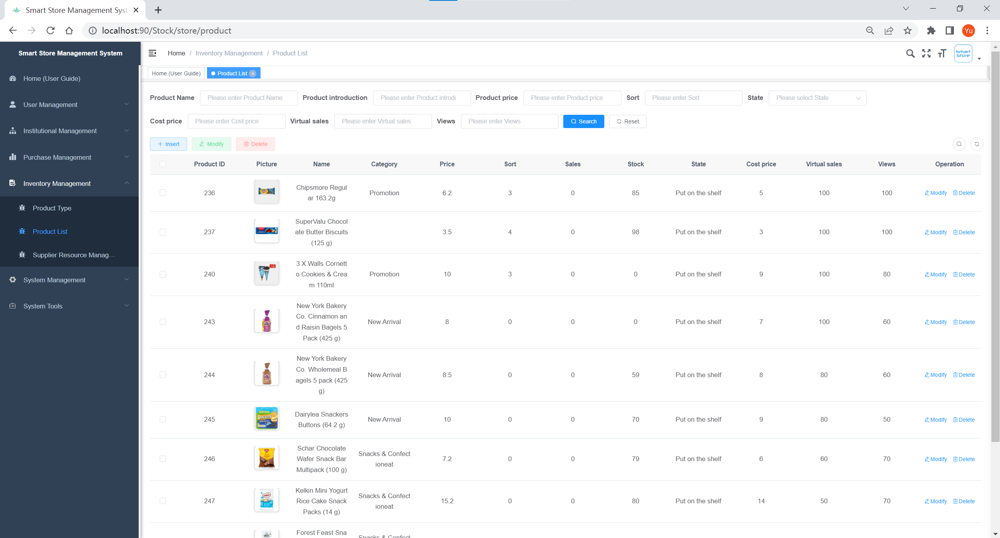 Smart Store Management Syst
localhost:90/Stock/store/product
Yu
Smart Store Management System
Home / Inventory Management / Product List
Smart
Store
Home (User Guide)
Product List
Home (User Guide)
User Management
Institutional Management
Purchase Management
Inventory Management
Product Type
Product List
Supplier Resource Manag...
System Management
System Tools
Product Name Please enter Product Name Product introduction Please enter Product introdu Product price Please enter Product price Sort Please enter Sort State Please select State
Cost price Please enter Cost price Virtual sales Please enter Virtual sales Views Please enter Views Search Reset
Insert Modify Delete
Product ID Picture Name Category Price Sort Sales Stock State Cost price Virtual sales Views Operation
236
Chipsmore Regul
ar 163.2g
Promotion 6.2 3 0 85 Put on the shelf 5 100 100 Modify Delete
237
SuperValu Chocol
ate Butter Biscuits
(125 g)
3.5 4 0 98 Put on the shelf 3 100 100 Modify Delete
240
3 X Walls Cornett
o Cookies & Crea
m 110ml
Promotion 10 3 0 0 Put on the shelf 9 100 80 Modify Delete
243
New York Bakery
Co. Cinnamon an
d Raisin Bagels 5
Pack (425 g)
New Arrival 8 0 0 0 Put on the shelf 7 100 60 Modify Delete
244
New York Bakery
Co. Wholemeal B
agels 5 pack (425
g)
New Arrival 8.5 0 0 59 Put on the shelf 8 80 60 Modify Delete
245
Dairylea Snackers
Buttons (64.2 g)
New Arrival 10 0 0 70 Put on the shelf 9 80 50 Modify Delete
246
Schar Chocolate
Wafer Snack Bar
Multipack (100 g)
Snacks & Confect
ioneat
7.2 0 0 79 Put on the shelf 6 60 70 Modify Delete
247
Kelkin Mini Yogurt
Rice Cake Snack
Packs (14 g)
Snacks & Confect
ioneat
15.2 0 0 80 Put on the shelf 14 50 70 Modify Delete
Forest Feast Sna
Snacks & Confect